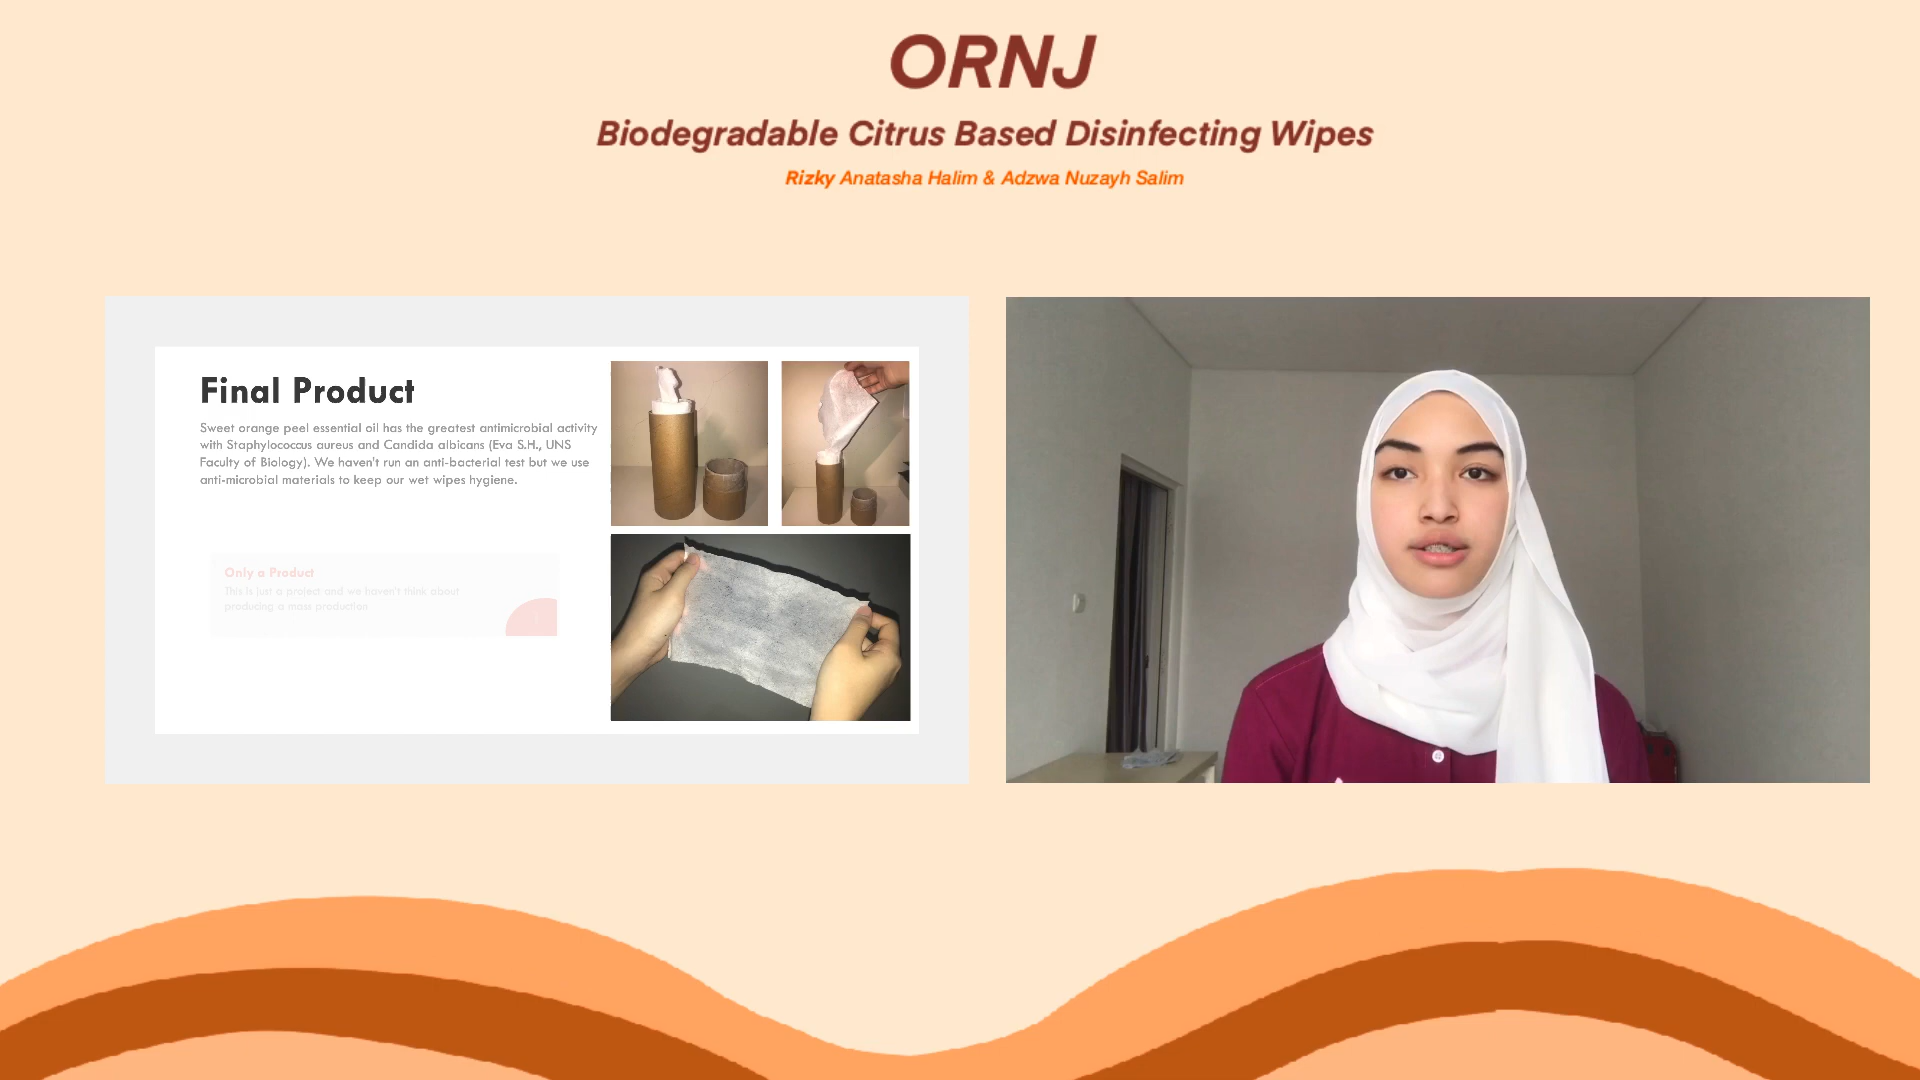 ORNJ
Biodegradable Citrus Based Disinfecting Wipes
Rizky Anatasha Halim & Adzwa Nuzayh Salim
Final Product
Sweet orange peel essential oil has the greatest antimicrobial activity
with Staphylococcus aureus and Candida albicans (Eva S.H., UNS
Faculty of Biology). We haven't run an anti-bacterial test but we use
anti-microbial materials to keep our wet wipes hygiene.
Only a Product
This is just a project and we haven't think about
producing a mass production